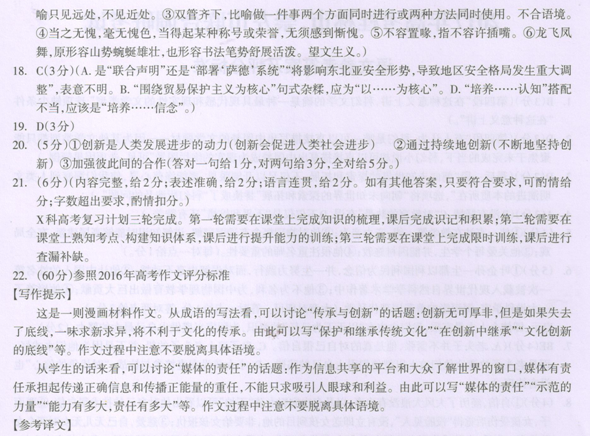 喻只见远处,不见近处。③双管齐下,比喻做一件事两个方面同时进行或两种方法同时使用。不合语境。
④当之无愧,毫无愧色,当得起某种称号或荣誉,无须感到惭愧。⑤不容置喙,指不容许插嘴。⑥龙飞凤
舞,原形容山势蜿蜒雄壮,也形容书法笔势舒展活泼。望文生义。)
18. C(3分)(A. 是“联合声明”还是“部署‘萨德’系统”“将影响东北亚安全形势,导致地区安全格局发生重大调
整”,表意不明。B. “围绕贸易保护主义为核心”句式杂糅,应为“以……为核心”。D. “培养……认知”搭配
不当,应该是“培养……信念”。)
19. D(3分)
20. (5分)①创新是人类发展进步的动力(创新会促进人类社会进步) ②通过持续地创新(不断地坚持创
新) ③加强彼此间的合作(答对一句给1分,对两句给3分,全对给5分。)
21. (6分)(内容完整,给2分;表述准确,给2分;语言连贯,给2分。如有其他答案,只要符合要求,可酌情给
分;字数超出要求,酌情扣分。)
X科高考复习计划三轮完成。第一轮需要在课堂上完成知识的梳理,课后完成识记和积累;第二轮需要在
课堂上熟知考点、构建知识体系,课后进行提升能力的训练;第三轮需要在课堂上完成限时训练,课后进行
查漏补缺。
22. (60分)参照2016年高考作文评分标准
【写作提示】
这是一则漫画材料作文。从成语的写法看,可以讨论“传承与创新”的话题:创新无可厚非,但是如果失去
了底线,一味求新求异,将不利于文化的传承。由此可以写“保护和继承传统文化”“在创新中继承”“文化创新
的底线”等。作文过程中注意不要脱离具体语境。
从学生的话来看,可以讨论“媒体的责任”的话题:作为信息共享的平台和大众了解世界的窗口,媒体有责
任承担起传递正确信息和传播正能量的重任,不能只求吸引人眼球和利益。由此可以写“媒体的责任”“示范的
力量”“能力有多大,责任有多大”等。作文过程中注意不要脱离具体语境。
【参考译文】